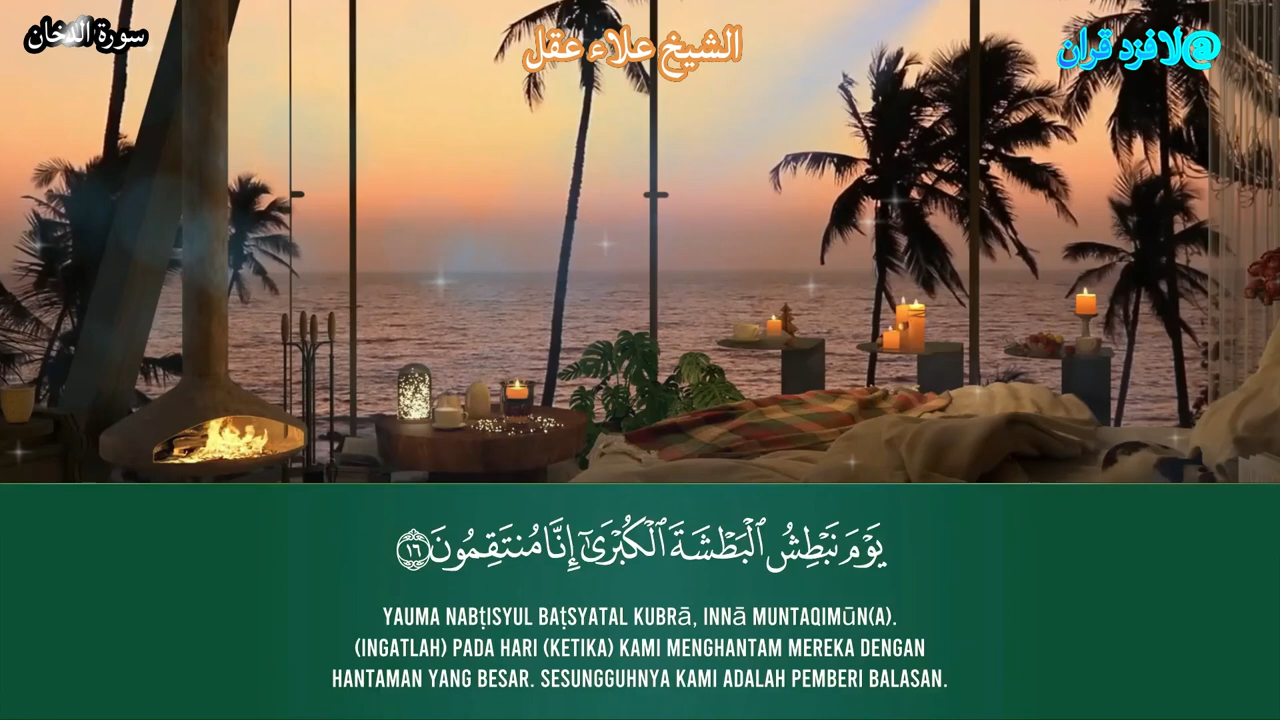 سورة الدخان
الشيخ علاء عقل
@لافزد قران
يَوْمَ نَبْطِشُ ٱلْبَطْشَةَ ٱلْكُبْرَىٰٓ إِنَّا مُنتَقِمُونَ ١٦
YAUMA NABṬISYUL BAṬSYATAL KUBRĀ, INNĀ MUNTAQIMŪN(A).
(INGATLAH) PADA HARI (KETIKA) KAMI MENGHANTAM MEREKA DENGAN
HANTAMAN YANG BESAR. SESUNGGUHNYA KAMI ADALAH PEMBERI BALASAN.